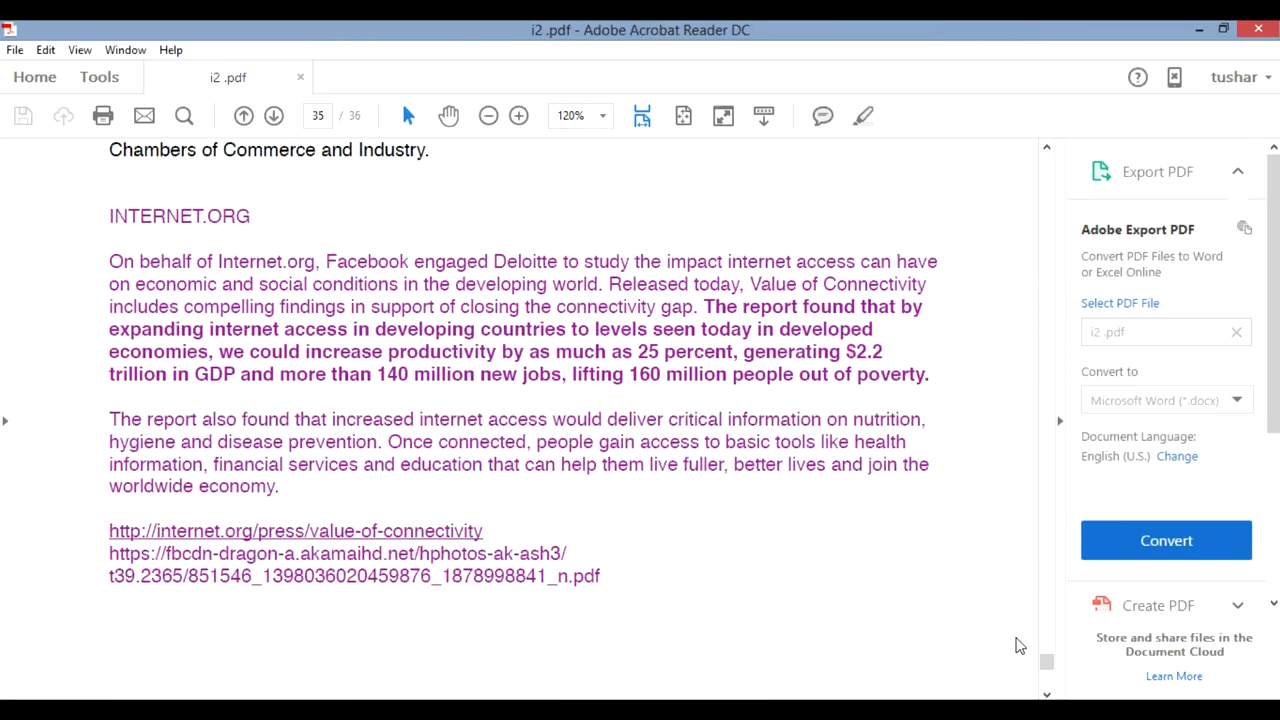 i2 .pdf - Adobe Acrobat Reader DC
File Edit View Window Help
Home Tools i2 .pdf × tushar
35 / 36 120%
Chambers of Commerce and Industry.
INTERNET.ORG
On behalf of Internet.org, Facebook engaged Deloitte to study the impact internet access can have
on economic and social conditions in the developing world. Released today, Value of Connectivity
includes compelling findings in support of closing the connectivity gap. The report found that by
expanding internet access in developing countries to levels seen today in developed
economies, we could increase productivity by as much as 25 percent, generating $2.2
trillion in GDP and more than 140 million new jobs, lifting 160 million people out of poverty.
The report also found that increased internet access would deliver critical information on nutrition,
hygiene and disease prevention. Once connected, people gain access to basic tools like health
information, financial services and education that can help them live fuller, better lives and join the
worldwide economy.
http://internet.org/press/value-of-connectivity
https://fbcdn-dragon-a.akamaihd.net/hphotos-ak-ash3/
t39.2365/851546_1398036020459876_1878998841_n.pdf
Export PDF
Adobe Export PDF
Convert PDF Files to Word
or Excel Online
Select PDF File
i2 .pdf
Convert to
Microsoft Word (*.docx)
Document Language:
English (U.S.) Change
Convert
Create PDF
Store and share files in the
Document Cloud
Learn More